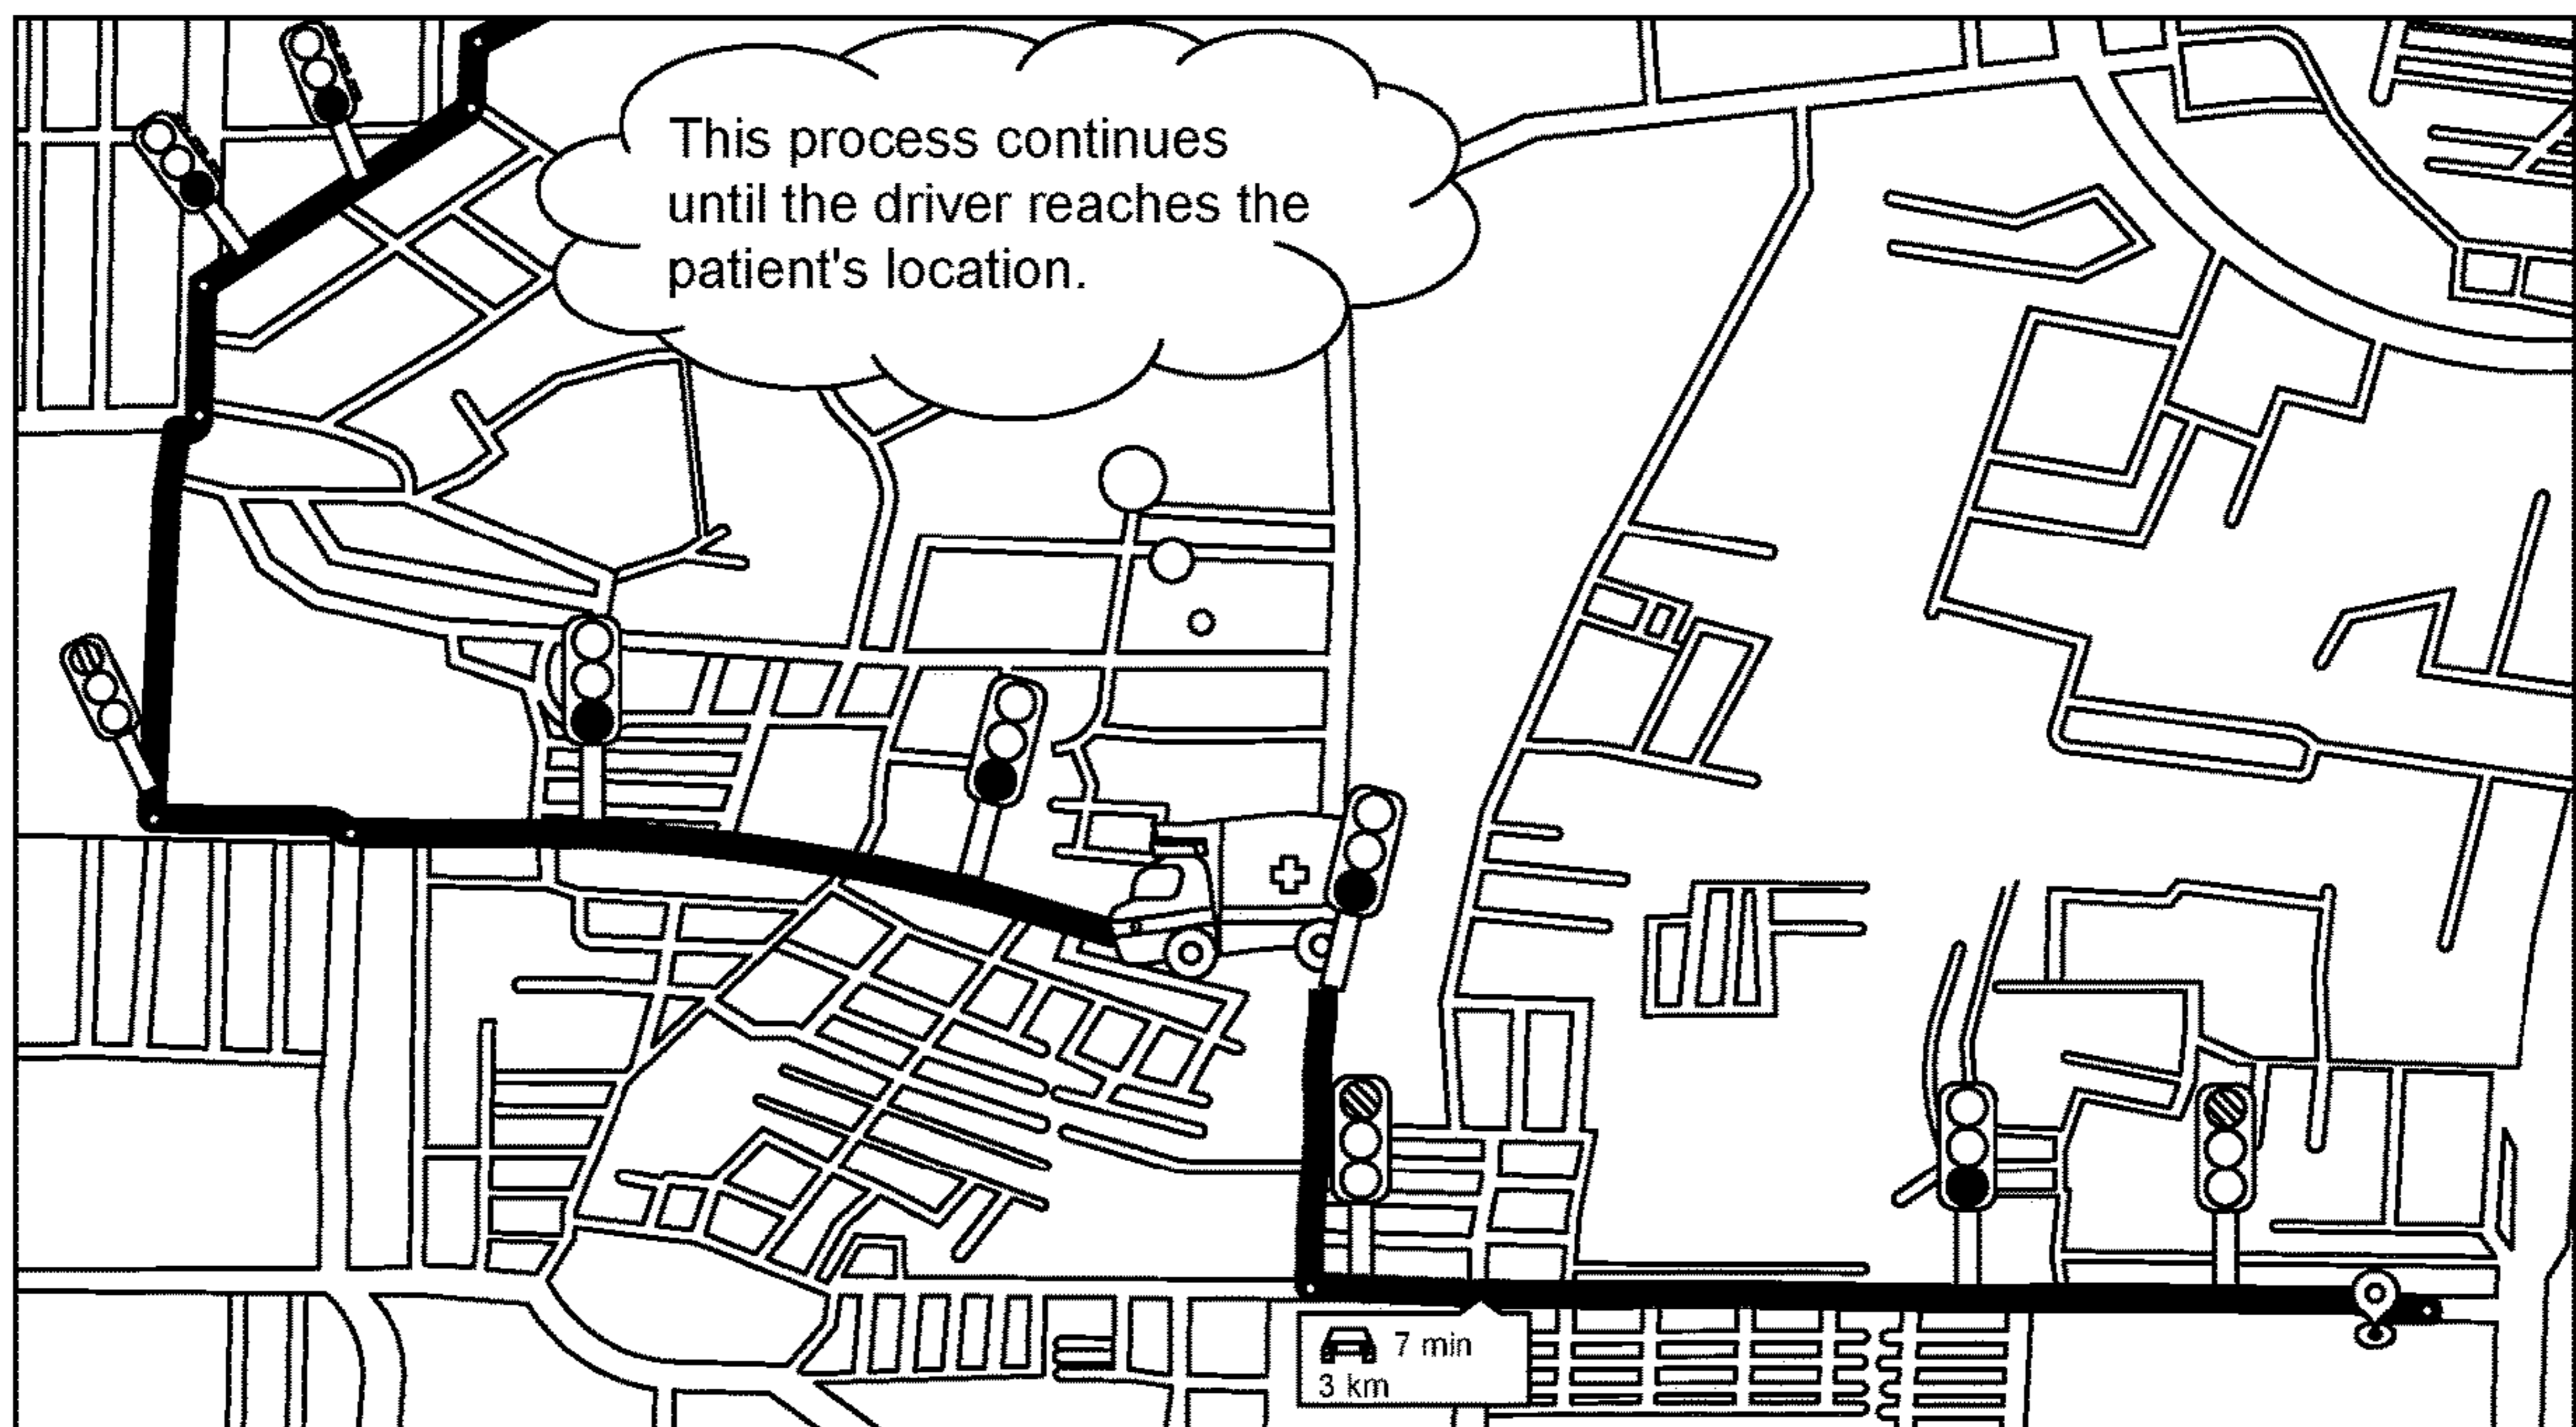 This process continues
until the driver reaches the
patient's location.
7 min
3 km